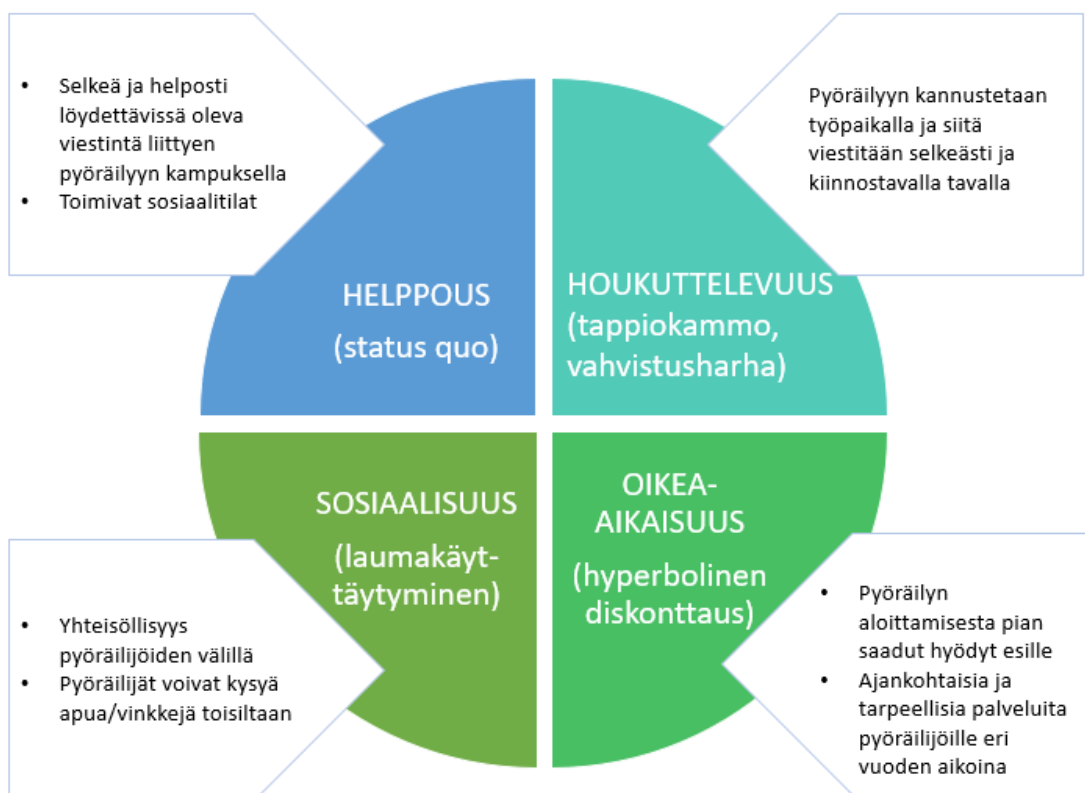 • Selkeä ja helposti
löydettävissä oleva
viestintä liittyen
pyöräilyyn kampuksella
• Toimivat sosiaalitilat
Pyöräilyyn kannustetaan
työpaikalla ja siitä
viestitään selkeästi ja
kiinnostavalla tavalla
HELPPOUS
(status quo)
HOUKUTTELEVUUS
(tappiokammo,
vahvistusharha)
SOSIAALISUUS
(laumakäyt-
täytyminen)
OIKEA-
AIKAISUUS
(hyperbolinen
diskonttaus)
• Yhteisöllisyys
pyöräilijöiden välillä
• Pyöräilijät voivat kysyä
apua/vinkkejä toisiltaan
• Pyöräilyn
aloittamisesta pian
saadut hyödyt esille
• Ajankohtaisia ja
tarpeellisia palveluita
pyöräilijöille eri
vuoden aikoina